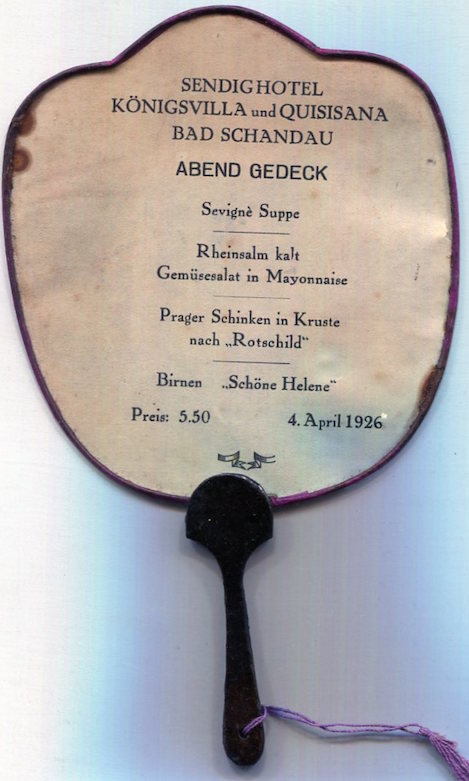 SENDIGHOTEL
KÖNIGSVILLA und QUISISANA
BAD SCHANDAU
ABEND GEDECK
Sevignè Suppe
Rheinsalm kalt
Gemüsesalat in Mayonnaise
Prager Schinken in Kruste
nach „Rotschild“
Birnen „Schöne Helene“
Preis: 5.50 4. April 1926